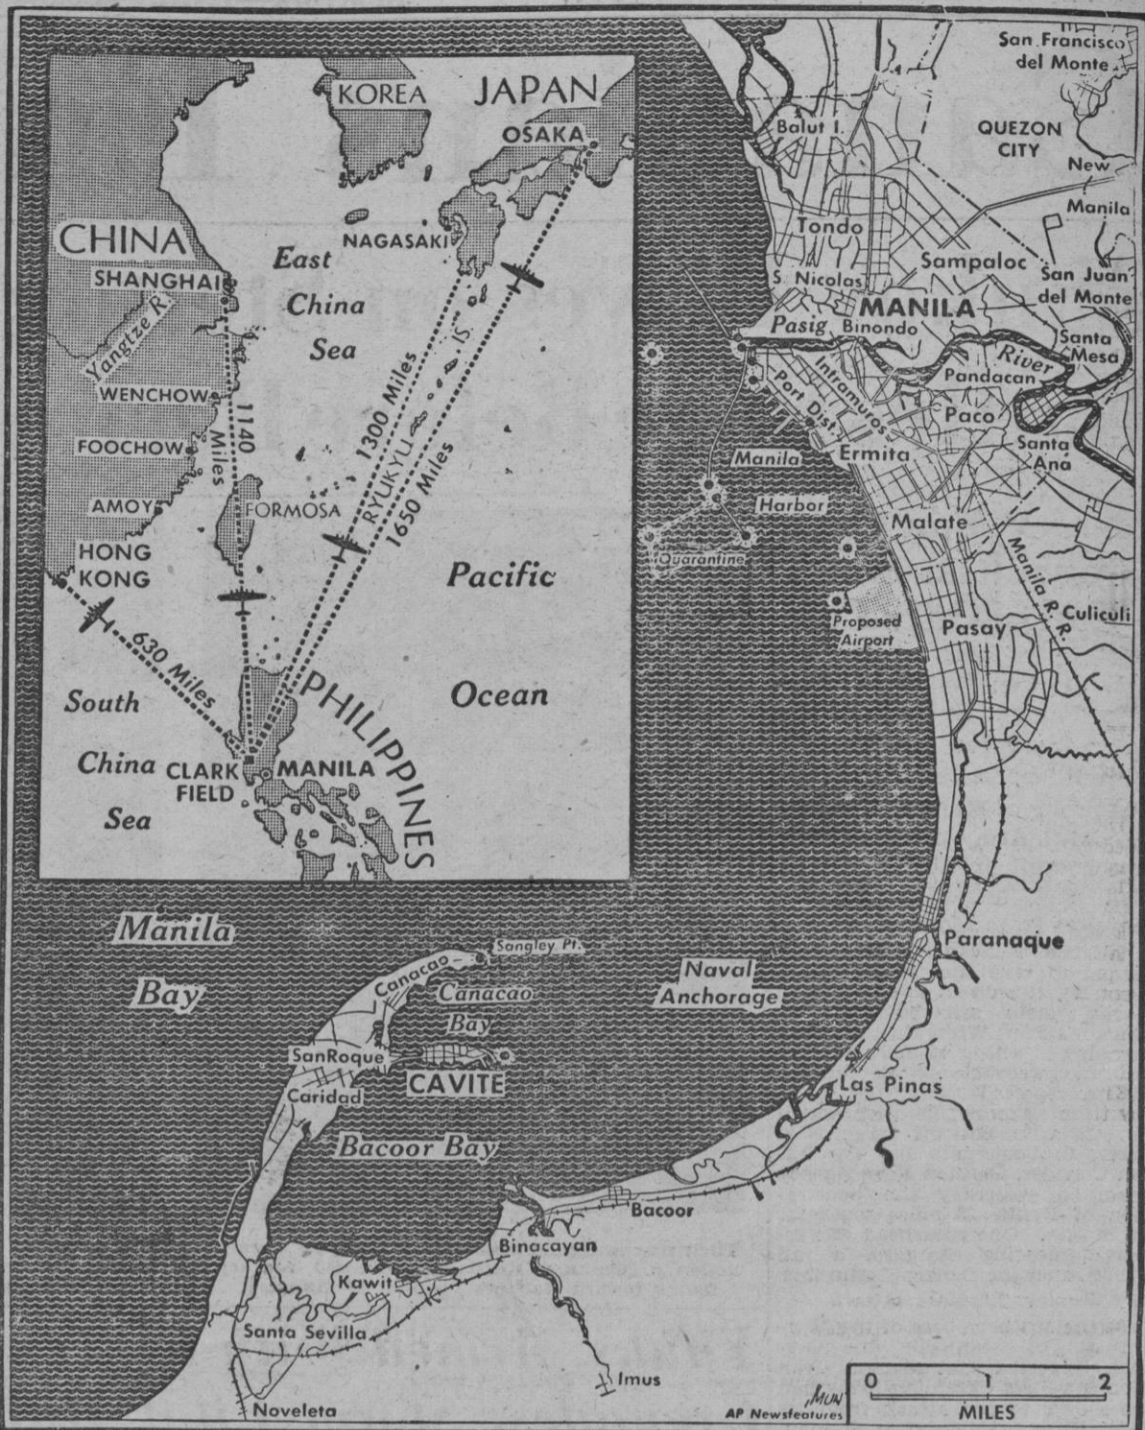 KOREA
JAPAN
OSAKA
NAGASAKI
CHINA
SHANGHAI
East
China
Sea
Yangtze R.
WENCHOW
1140
Miles
FOOCHOW
AMOY
FORMOSA
HONG
KONG
1300 Miles
RYUKYU IS.
1650 Miles
630 Miles
Pacific
Ocean
South
China
Sea
PHILIPPINES
CLARK
FIELD
MANILA
San Francisco
del Monte
Balut I.
QUEZON
CITY
New
Manila
Tondo
Sampaloc
San Juan
del Monte
S. Nicolas
MANILA
Pasig
Binondo
River
Santa
Mesa
Pandacan
Intramuros
Port Dist.
Paco
Ermita
Santa
Ana
Manila
Harbor
Malate
Quarantine
Manila R. R.
Proposed
Airport
Pasay
Culiculi
Manila
Bay
Sangley Pt.
Canacao
Canacao
Bay
Naval
Anchorage
Paranaque
SanRoque
CAVITE
Caridad
Las Pinas
Bacoor Bay
Bacoor
Binacayan
Kawit
Santa Sevilla
Imus
Noveleta
AP Newsfeatures
0 1 2
MILES